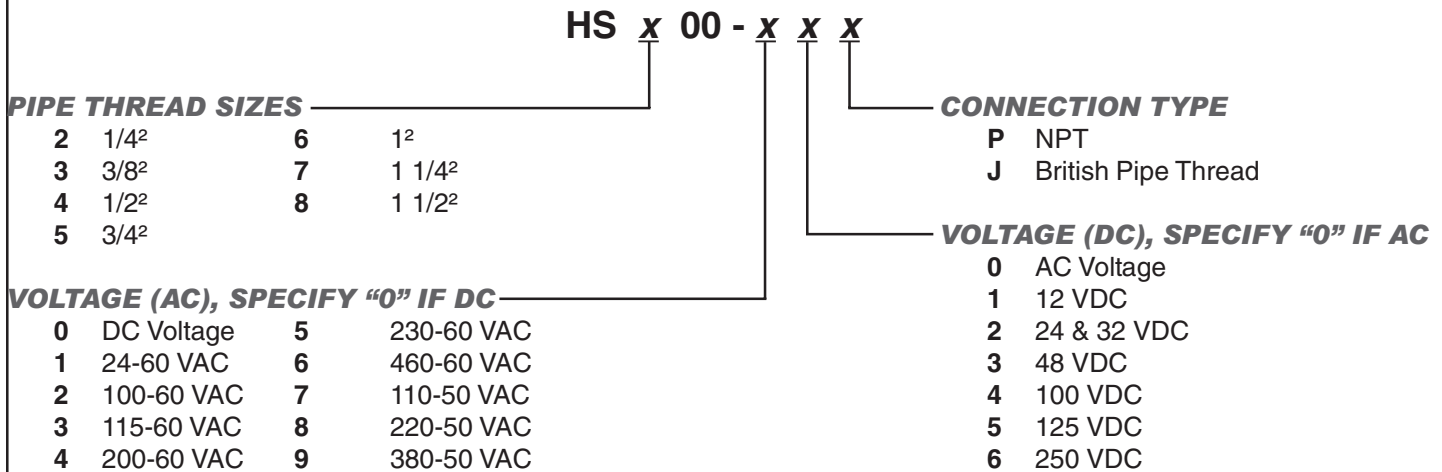 HS x 00 - x x x
PIPE THREAD SIZES
2 1/4² 6 1²
3 3/8² 7 1 1/4²
4 1/2² 8 1 1/2²
5 3/4²
VOLTAGE (AC), SPECIFY “0” IF DC
0 DC Voltage 5 230-60 VAC
1 24-60 VAC 6 460-60 VAC
2 100-60 VAC 7 110-50 VAC
3 115-60 VAC 8 220-50 VAC
4 200-60 VAC 9 380-50 VAC
CONNECTION TYPE
P NPT
J British Pipe Thread
VOLTAGE (DC), SPECIFY “0” IF AC
0 AC Voltage
1 12 VDC
2 24 & 32 VDC
3 48 VDC
4 100 VDC
5 125 VDC
6 250 VDC